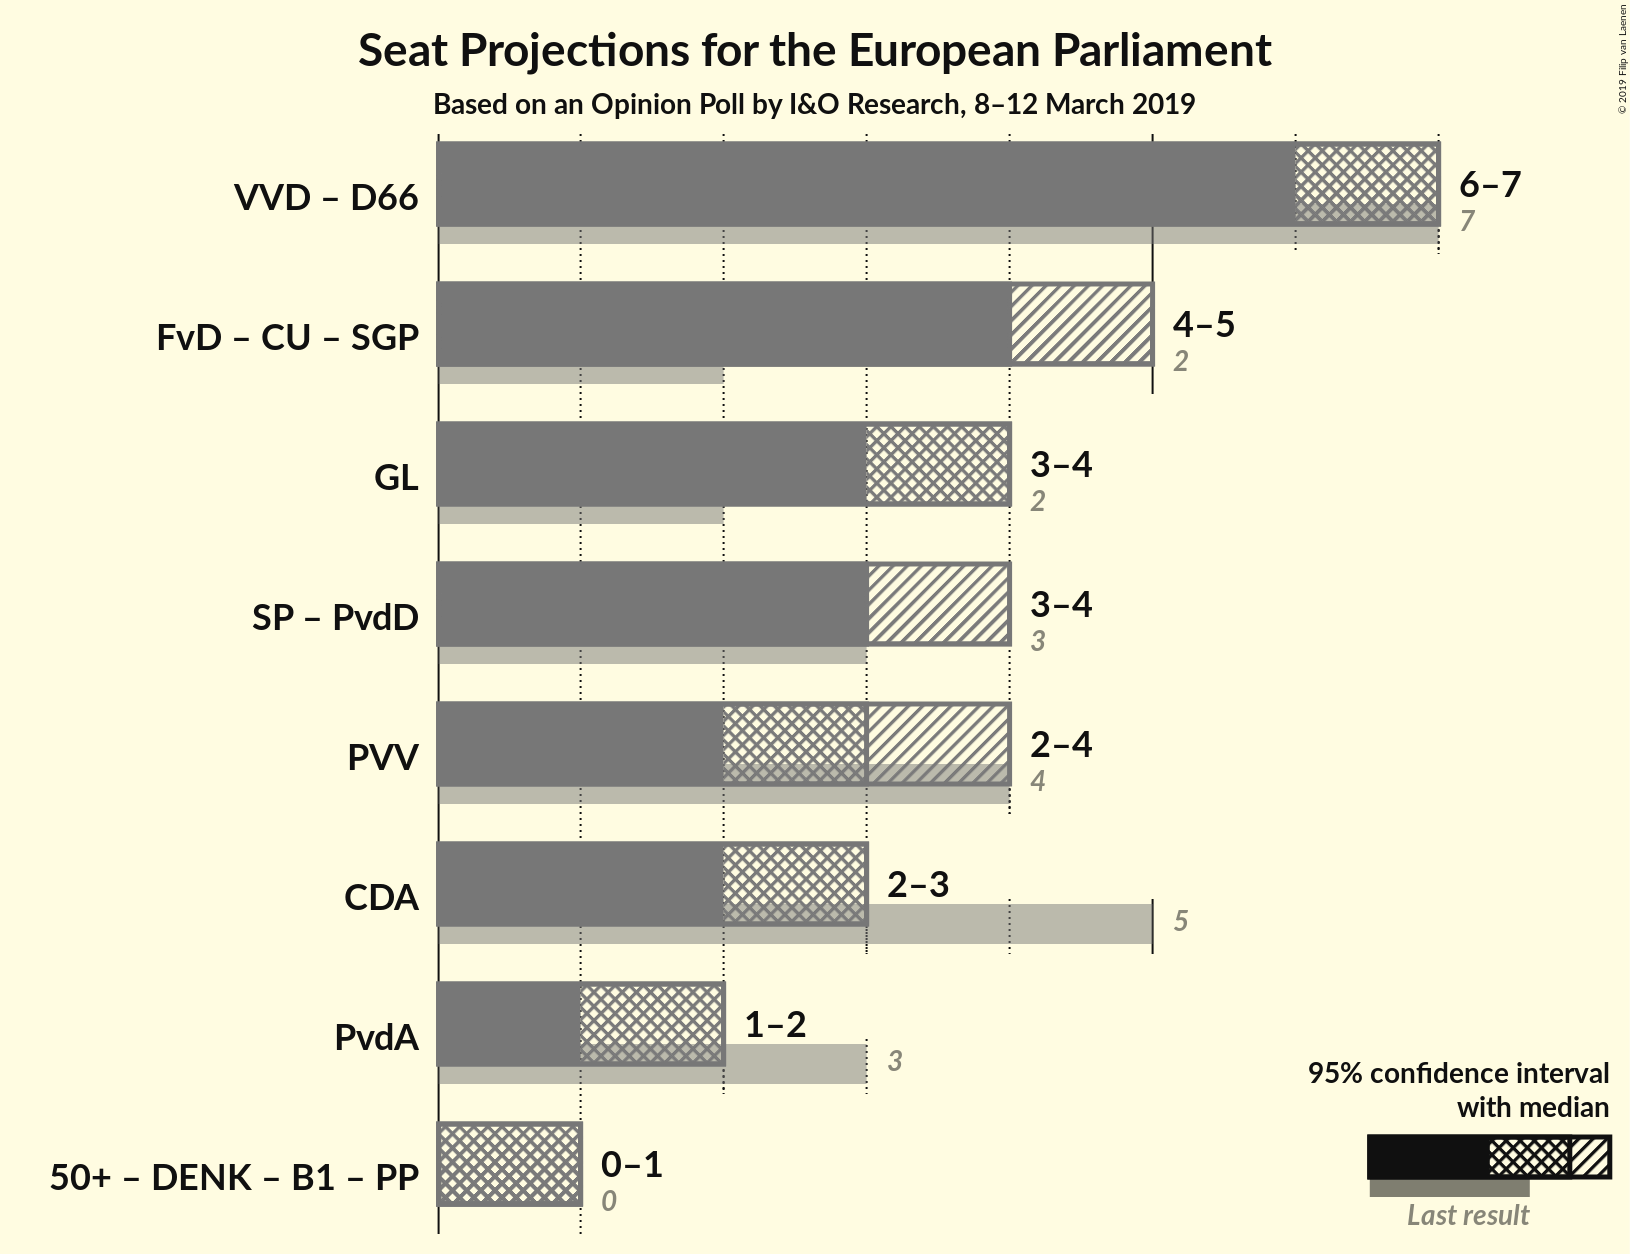 Seat Projections for the European Parliament
Based on an Opinion Poll by I&O Research, 8–12 March 2019
© 2019 Filip van Laenen
VVD – D66
6–7
7
FvD – CU – SGP
4–5
2
GL
3–4
2
SP – PvdD
3–4
3
PVV
2–4
4
CDA
2–3
5
PvdA
1–2
3
50+ – DENK – B1 – PP
0–1
0
95% confidence interval
with median
Last result